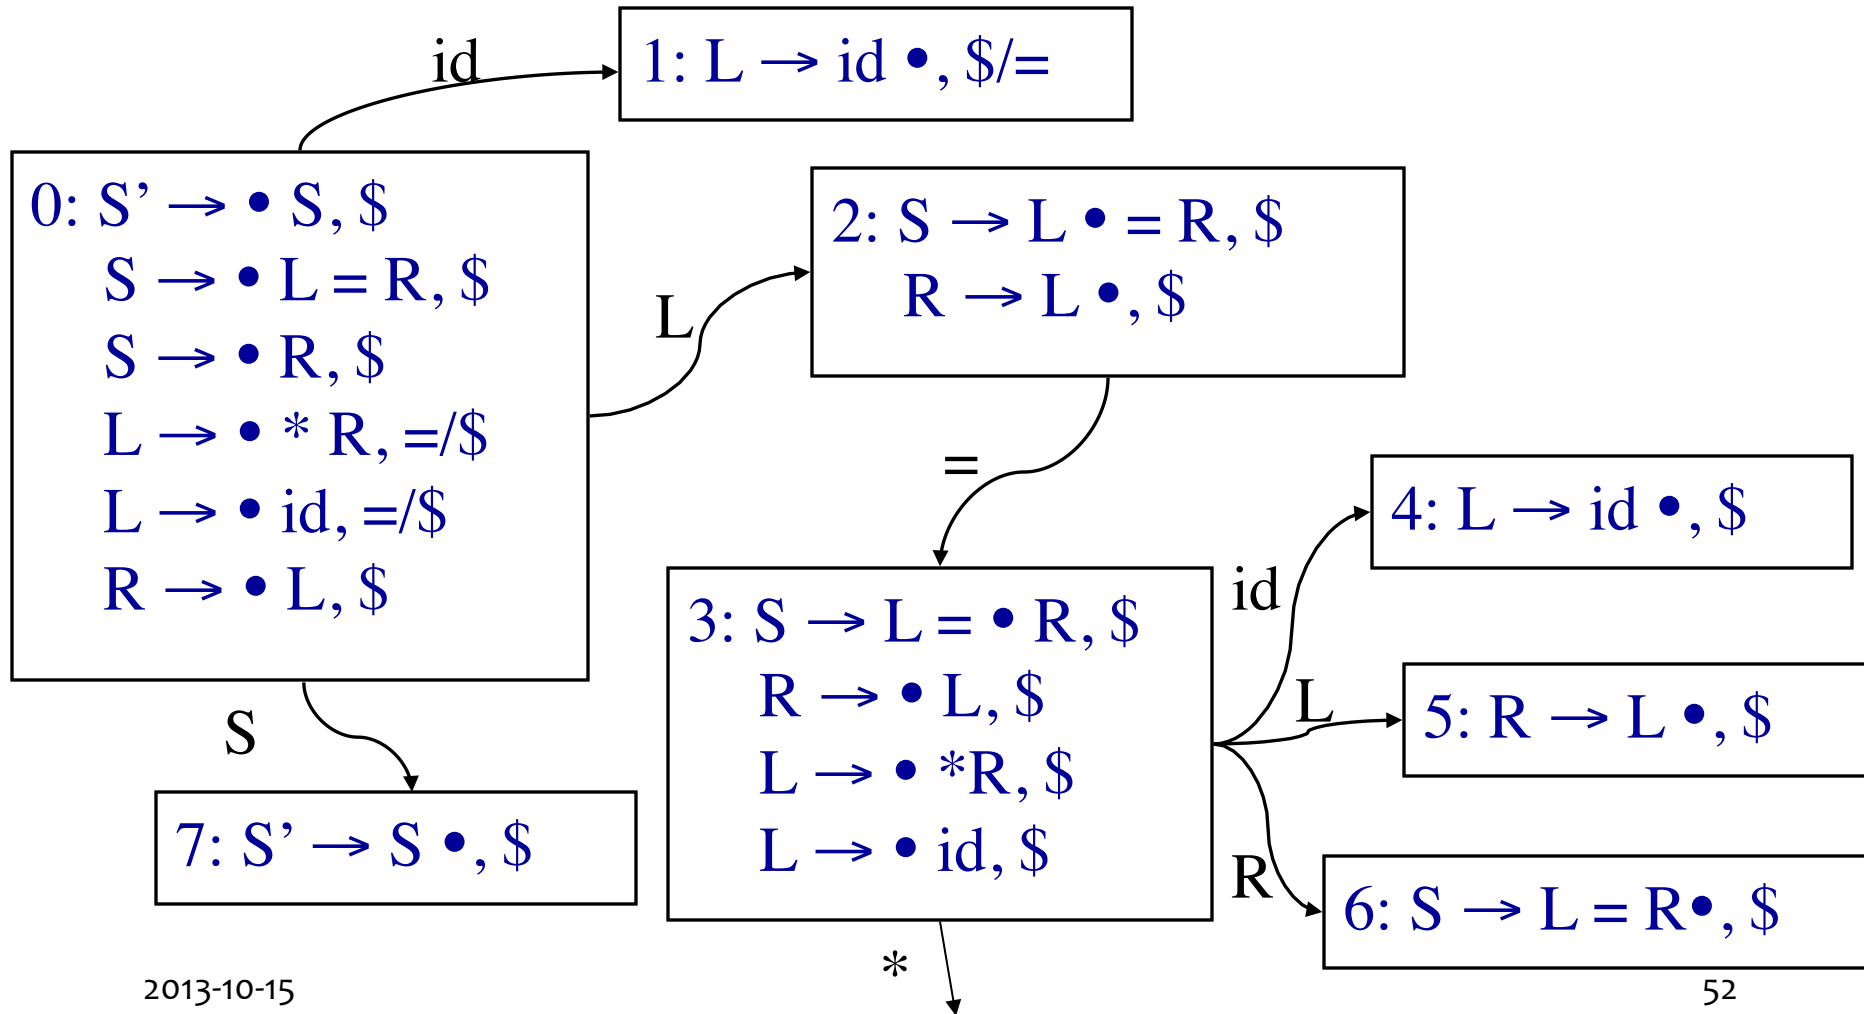 id
1: L → id •, $/=
0: S’ → • S, $
S → • L = R, $
S → • R, $
L → • * R, =/$
L → • id, =/$
R → • L, $
L
2: S → L • = R, $
R → L •, $
=
3: S → L = • R, $
R → • L, $
L → • *R, $
L → • id, $
id
4: L → id •, $
L
5: R → L •, $
R
6: S → L = R•, $
S
7: S’ → S •, $
*
2013-10-15
52